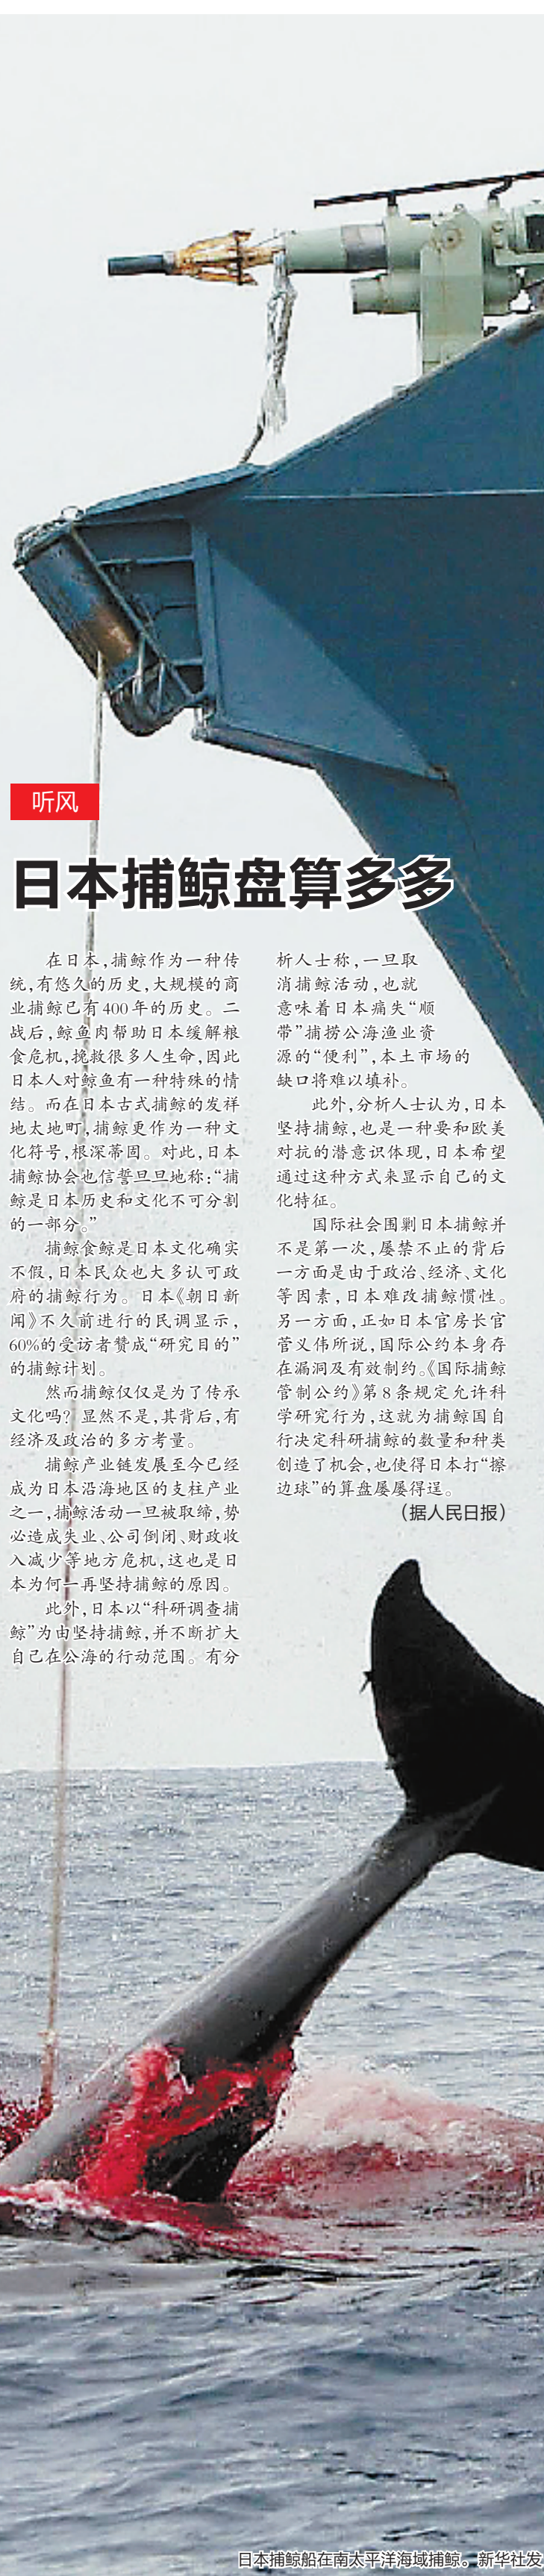 听风
日本捕鲸盘算多多
在日本,捕鲸作为一种传
统,有悠久的历史,大规模的商
业捕鲸已有400年的历史。二
战后,鲸鱼肉帮助日本缓解粮
食危机,挽救很多人生命,因此
日本人对鲸鱼有一种特殊的情
结。而在日本古式捕鲸的发祥
地太地町,捕鲸更作为一种文
化符号,根深蒂固。对此,日本
捕鲸协会也信誓旦旦地称:“捕
鲸是日本历史和文化不可分割
的一部分。”
捕鲸食鲸是日本文化确实
不假,日本民众也大多认可政
府的捕鲸行为。日本《朝日新
闻》不久前进行的民调显示,
60%的受访者赞成“研究目的”
的捕鲸计划。
然而捕鲸仅仅是为了传承
文化吗?显然不是,其背后,有
经济及政治的多方考量。
捕鲸产业链发展至今已经
成为日本沿海地区的支柱产业
之一,捕鲸活动一旦被取缔,势
必造成失业、公司倒闭、财政收
入减少等地方危机,这也是日
本为何一再坚持捕鲸的原因。
此外,日本以“科研调查捕
鲸”为由坚持捕鲸,并不断扩大
自己在公海的行动范围。有分
析人士称,一旦取
消捕鲸活动,也就
意味着日本痛失“顺
带”捕捞公海渔业资
源的“便利”,本土市场的
缺口将难以填补。
此外,分析人士认为,日本
坚持捕鲸,也是一种要和欧美
对抗的潜意识体现,日本希望
通过这种方式来显示自己的文
化特征。
国际社会围剿日本捕鲸并
不是第一次,屡禁不止的背后
一方面是由于政治、经济、文化
等因素,日本难改捕鲸惯性。
另一方面,正如日本官房长官
菅义伟所说,国际公约本身存
在漏洞及有效制约。《国际捕鲸
管制公约》第8条规定允许科
学研究行为,这就为捕鲸国自
行决定科研捕鲸的数量和种类
创造了机会,也使得日本打“擦
边球”的算盘屡屡得逞。
(据人民日报)
日本捕鲸船在南太平洋海域捕鲸。新华社发